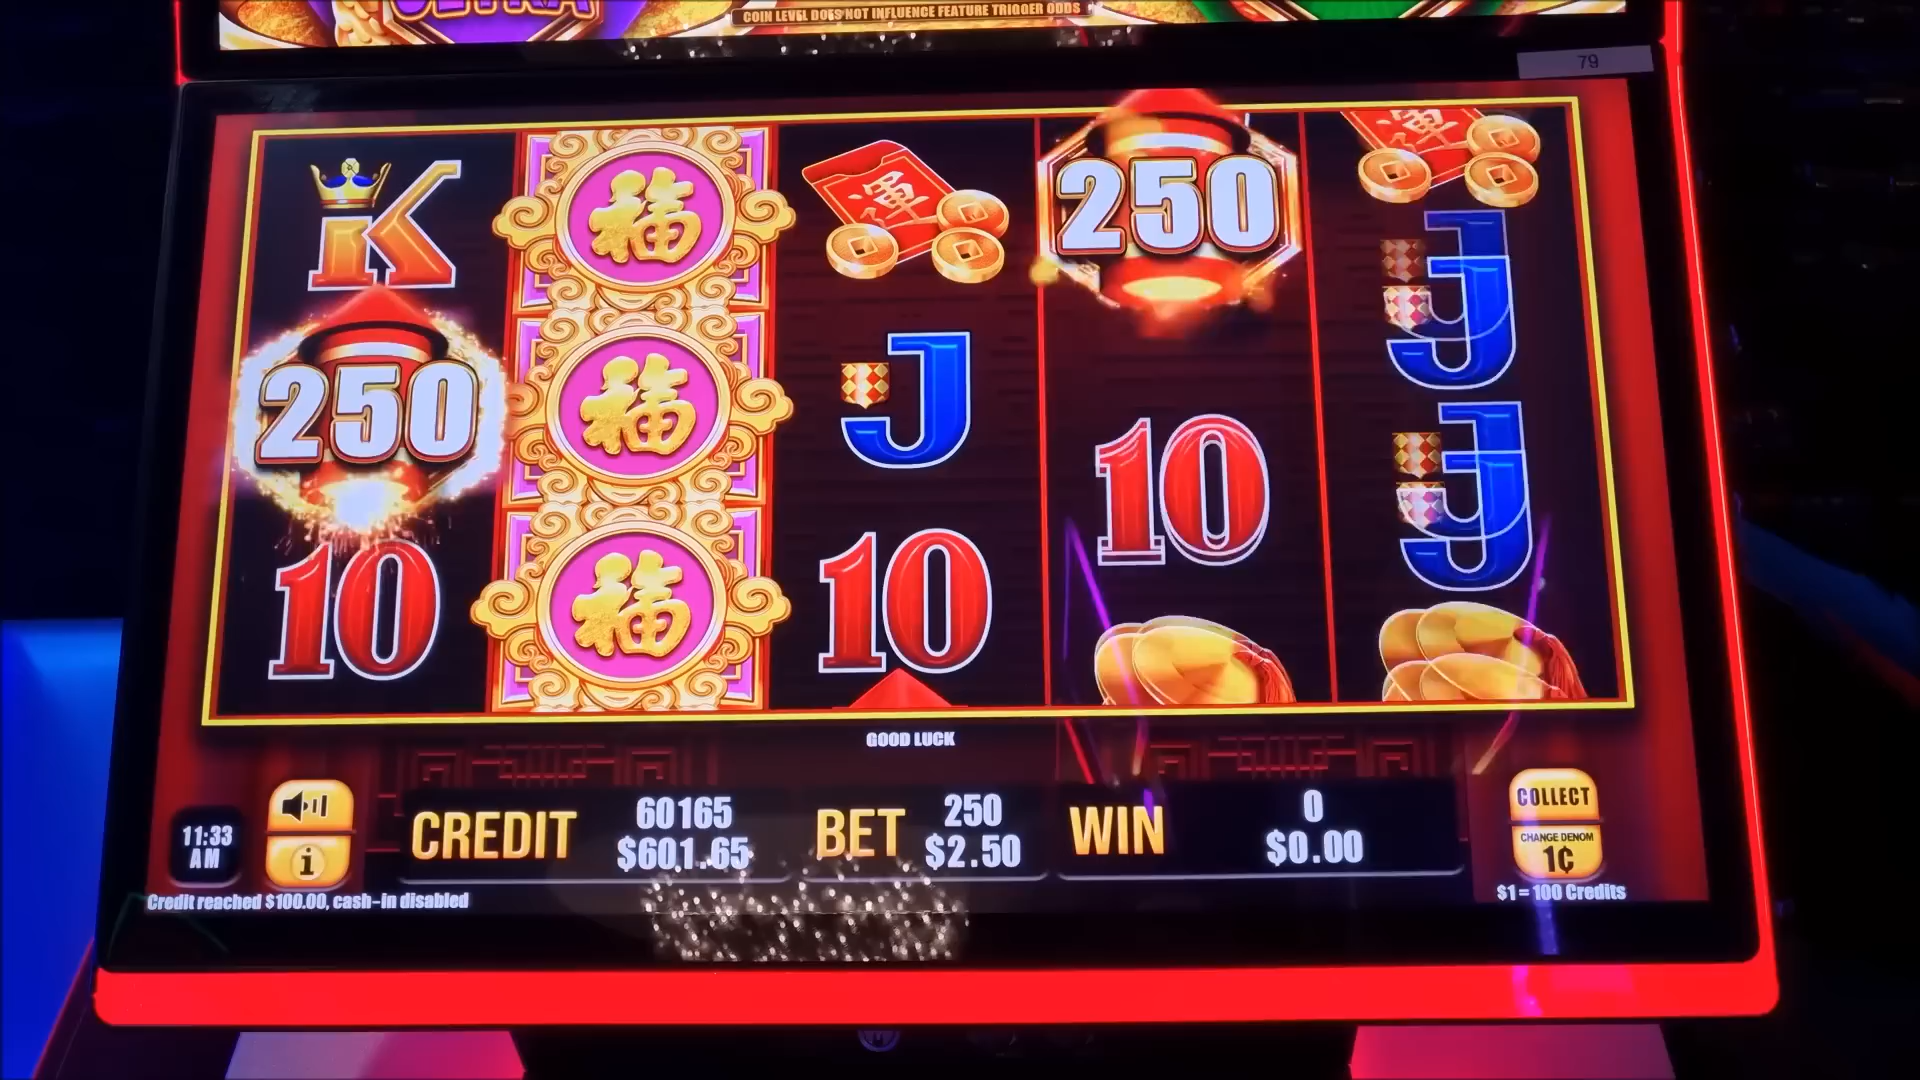 ULTRA
COIN LEVEL DOES NOT INFLUENCE FEATURE TRIGGER ODDS
79
K 福 運 250 運
250 福 J 10 J
10 福 10 J
GOOD LUCK
11:33 AM
CREDIT 60165 $601.65
BET 250 $2.50
WIN 0 $0.00
COLLECT
CHANGE DENOM
1¢
$1 = 100 Credits
Credit reached $100.00, cash-in disabled